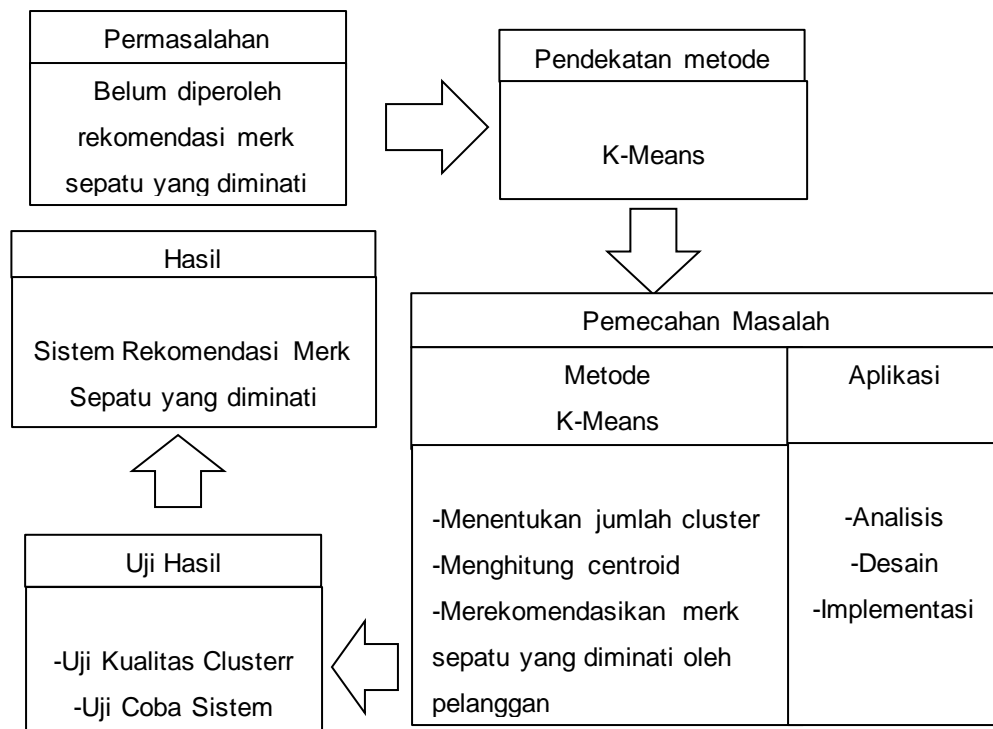 Permasalahan
Belum diperoleh
rekomendasi merk
sepatu yang diminati
Pendekatan metode
K-Means
Pemecahan Masalah
Metode
K-Means
-Menentukan jumlah cluster
-Menghitung centroid
-Merekomendasikan merk
sepatu yang diminati oleh
pelanggan
Aplikasi
-Analisis
-Desain
-Implementasi
Uji Hasil
-Uji Kualitas Clusterr
-Uji Coba Sistem
Hasil
Sistem Rekomendasi Merk
Sepatu yang diminati